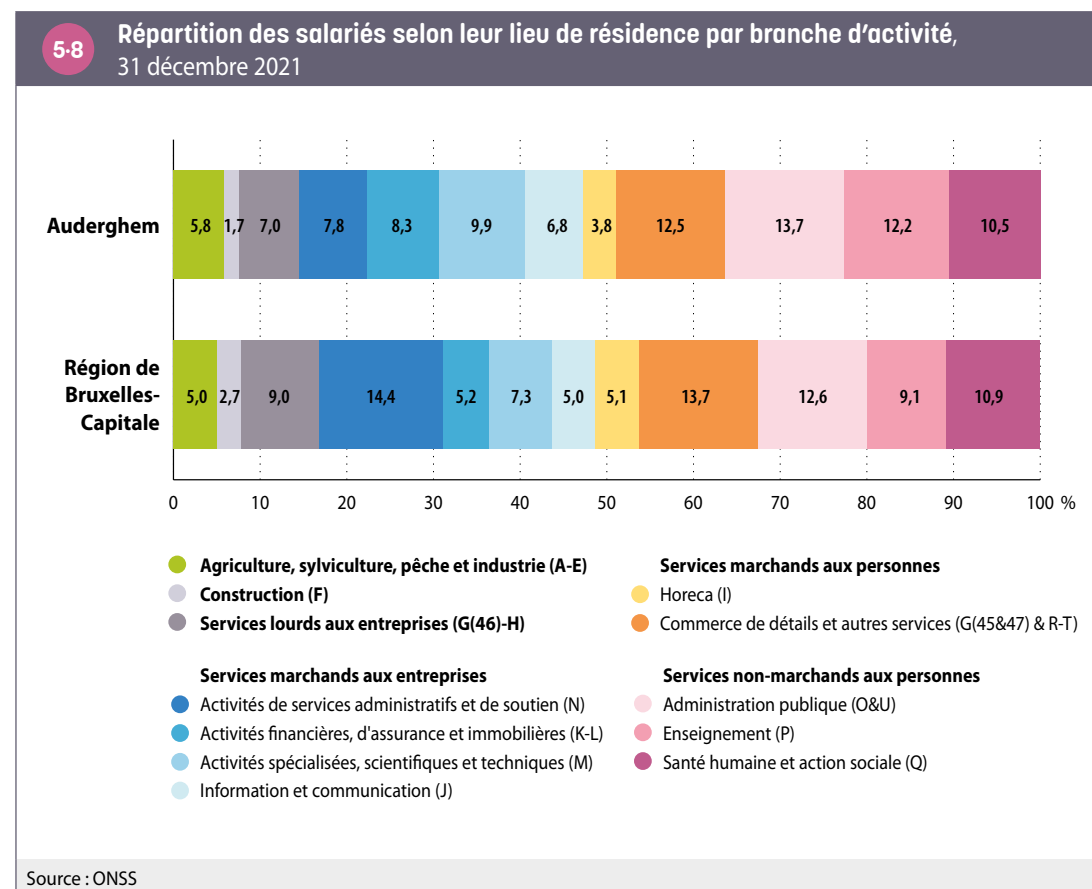 5·8
Répartition des salariés selon leur lieu de résidence par branche d'activité,
31 décembre 2021
Auderghem
5,8 1,7 7,0 7,8 8,3 9,9 6,8 3,8 12,5 13,7 12,2 10,5
Région de
Bruxelles-
Capitale
5,0 2,7 9,0 14,4 5,2 7,3 5,0 5,1 13,7 12,6 9,1 10,9
0 10 20 30 40 50 60 70 80 90 100 %
Agriculture, sylviculture, pêche et industrie (A-E)
Construction (F)
Services lourds aux entreprises (G(46)-H)
Services marchands aux entreprises
Activités de services administratifs et de soutien (N)
Activités financières, d'assurance et immobilières (K-L)
Activités spécialisées, scientifiques et techniques (M)
Information et communication (J)
Services marchands aux personnes
Horeca (I)
Commerce de détails et autres services (G(45&47) & R-T)
Services non-marchands aux personnes
Administration publique (O&U)
Enseignement (P)
Santé humaine et action sociale (Q)
Source : ONSS